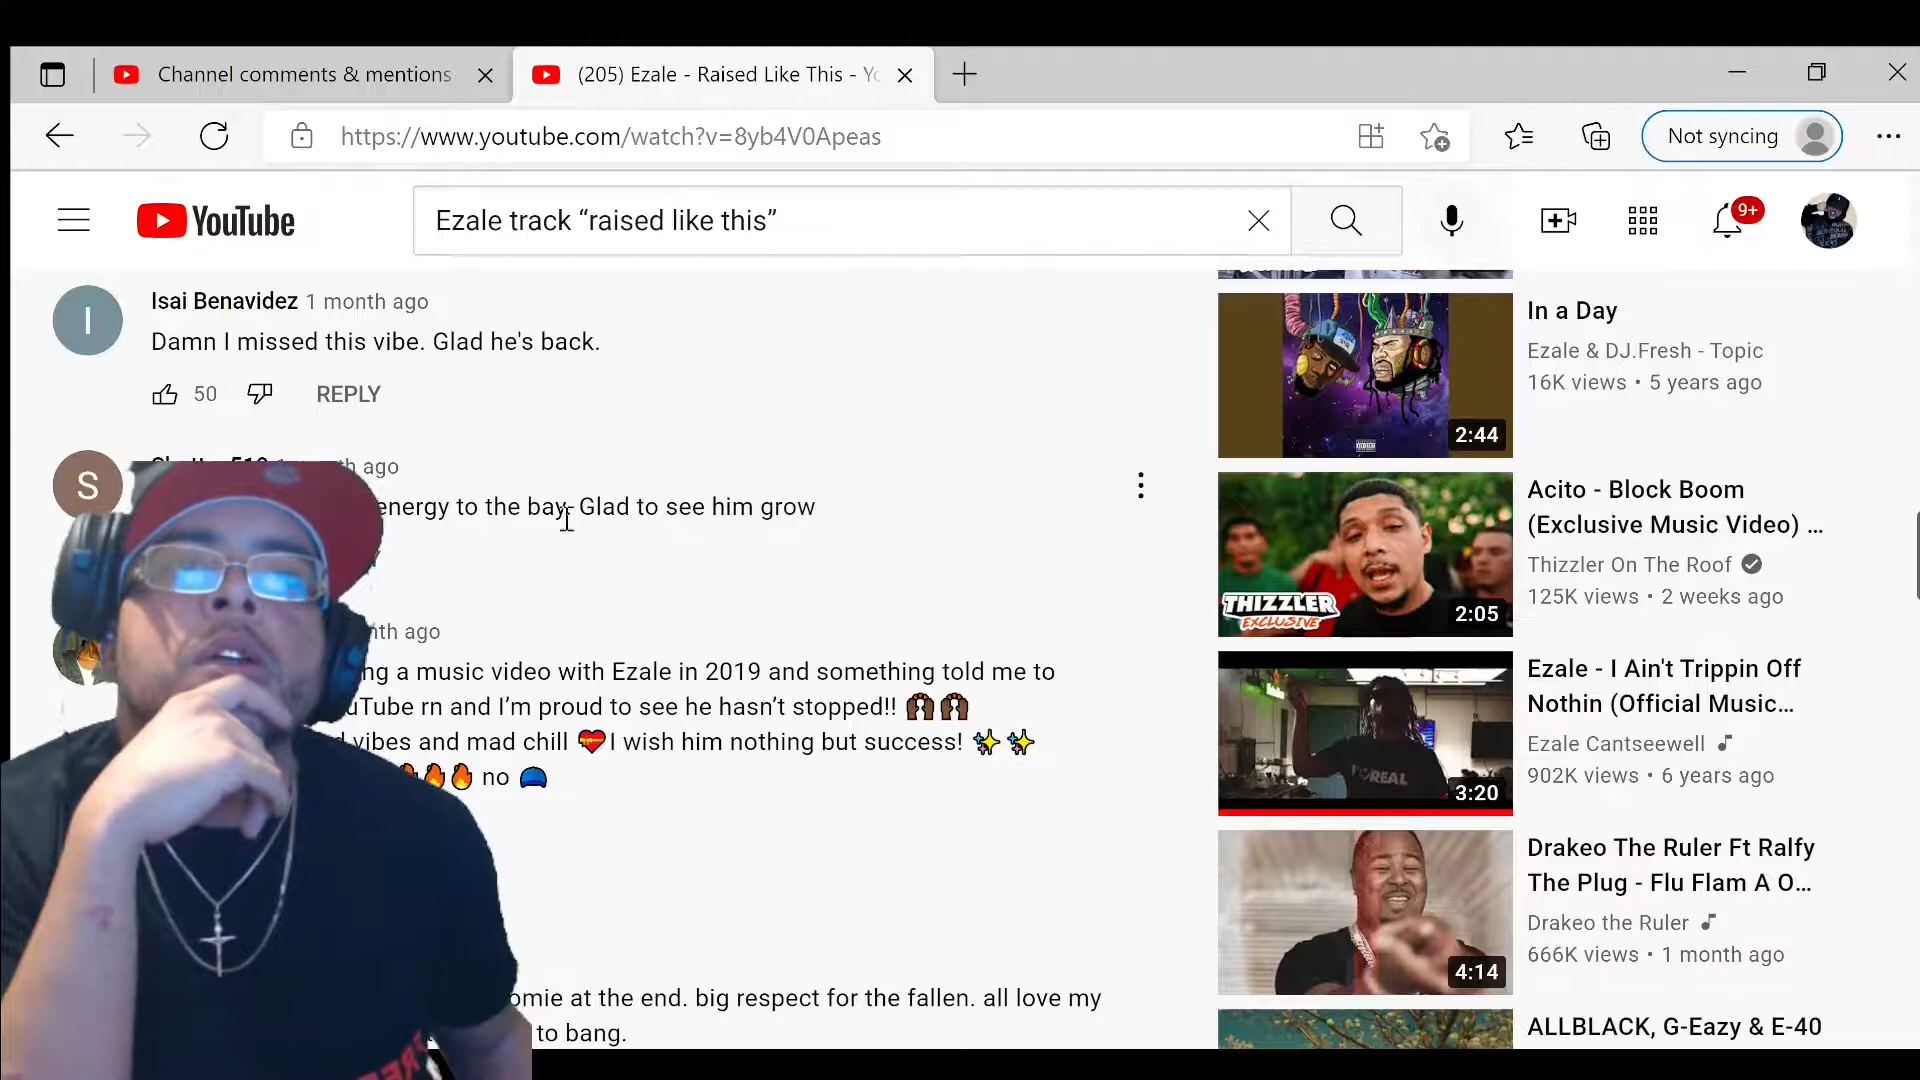 Channel comments & mentions
(205) Ezale - Raised Like This - Yo
https://www.youtube.com/watch?v=8yb4V0Apeas
Not syncing
YouTube
Ezale track “raised like this”
9+
I
Isai Benavidez 1 month ago
Damn I missed this vibe. Glad he's back.
50 REPLY
S
ago
energy to the bay. Glad to see him grow
ago
a music video with Ezale in 2019 and something told me to
rn and I’m proud to see he hasn’t stopped!!
vibes and mad chill 💝I wish him nothing but success! ✨✨
🔥🔥 no 🧢
at the end. big respect for the fallen. all love my
to bang.
In a Day
Ezale & DJ.Fresh - Topic
16K views • 5 years ago
2:44
Acito - Block Boom
(Exclusive Music Video) ...
Thizzler On The Roof
125K views • 2 weeks ago
THIZZLER
EXCLUSIVE
2:05
Ezale - I Ain't Trippin Off
Nothin (Official Music...
Ezale Cantseewell
902K views • 6 years ago
3:20
Drakeo The Ruler Ft Ralfy
The Plug - Flu Flam A O...
Drakeo the Ruler
666K views • 1 month ago
4:14
ALLBLACK, G-Eazy & E-40